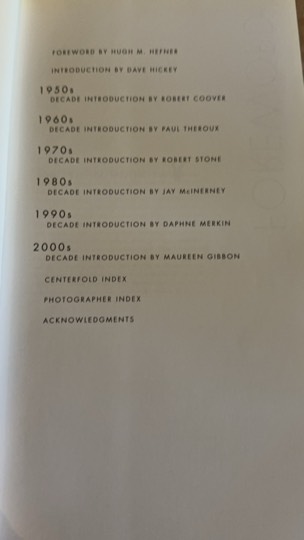 FOREWORD BY HUGH M. HEFNER
INTRODUCTION BY DAVE HICKEY
1950s
DECADE INTRODUCTION BY ROBERT COOVER
1960s
DECADE INTRODUCTION BY PAUL THEROUX
1970s
DECADE INTRODUCTION BY ROBERT STONE
1980s
DECADE INTRODUCTION BY JAY McINERNEY
1990s
DECADE INTRODUCTION BY DAPHNE MERKIN
2000s
DECADE INTRODUCTION BY MAUREEN GIBBON
CENTERFOLD INDEX
PHOTOGRAPHER INDEX
ACKNOWLEDGMENTS